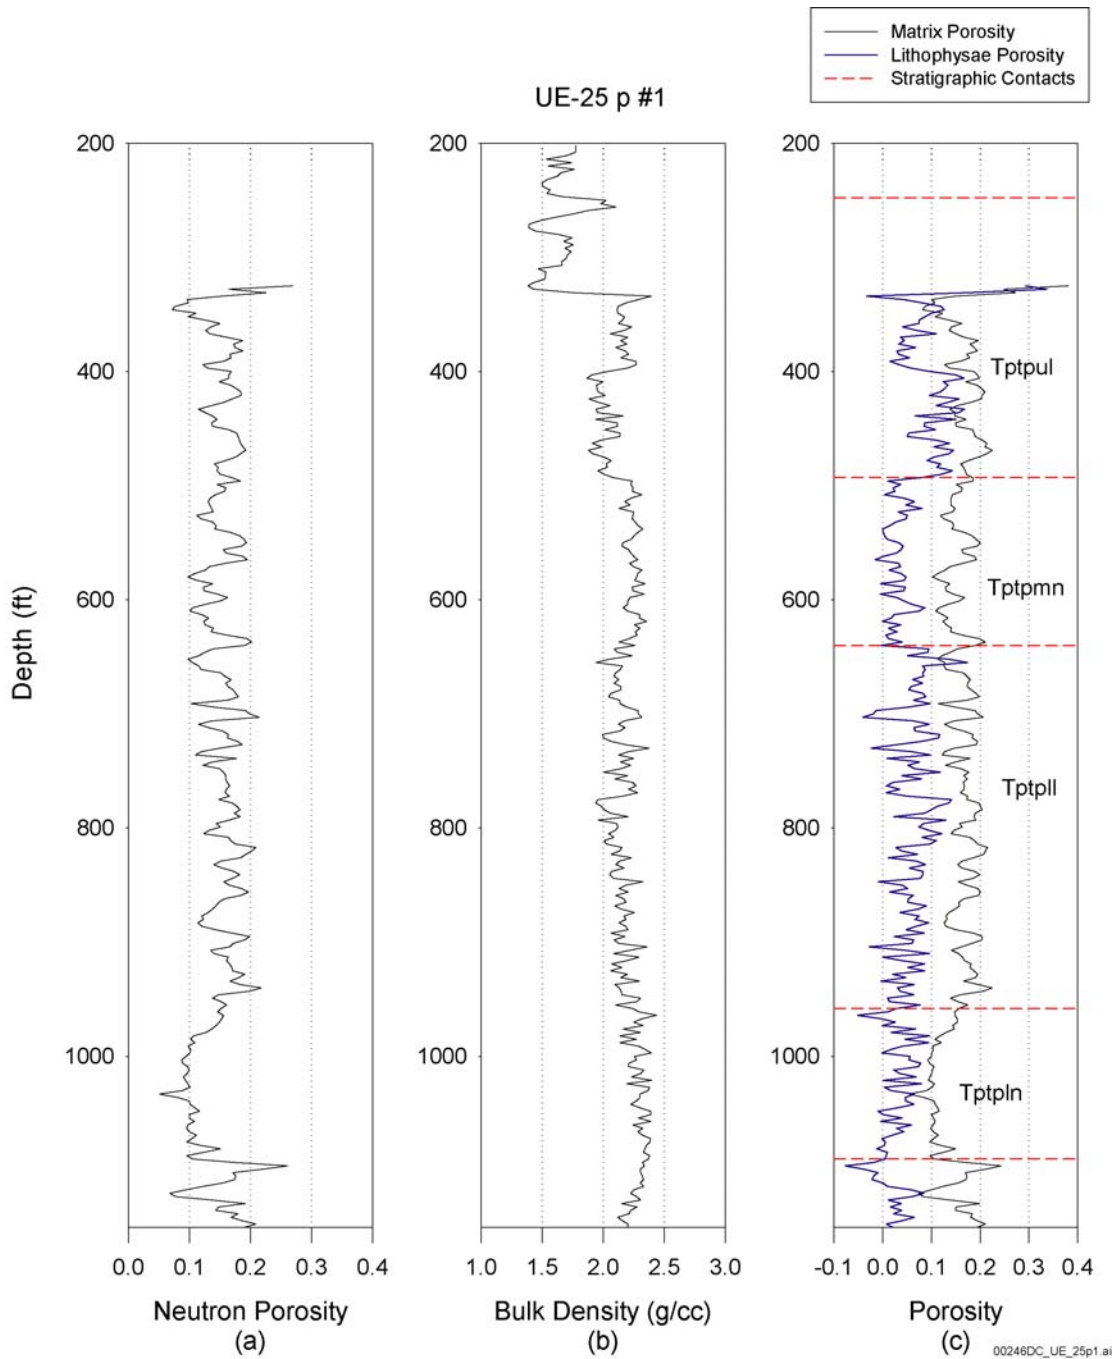 Matrix Porosity
Lithophysae Porosity
Stratigraphic Contacts
UE-25 p #1
200
400
600
800
1000
0.0 0.1 0.2 0.3 0.4
Depth (ft)
Neutron Porosity
(a)
200
400
600
800
1000
1.0 1.5 2.0 2.5 3.0
Bulk Density (g/cc)
(b)
200
400
600
800
1000
Tptpul
Tptpmn
Tptpll
Tptpln
-0.1 0.0 0.1 0.2 0.3 0.4
Porosity
(c)
00246DC_UE_25p1.ai